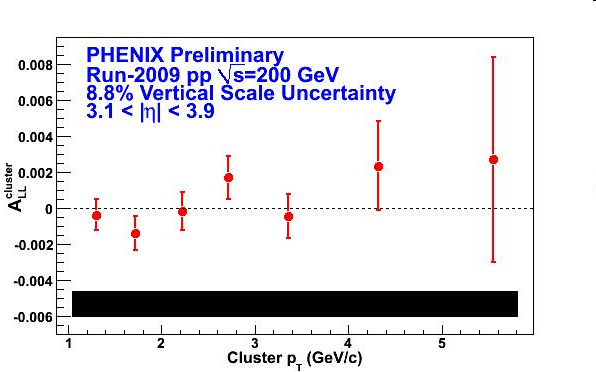 PHENIX Preliminary
Run-2009 pp √s=200 GeV
8.8% Vertical Scale Uncertainty
3.1 < |η| < 3.9
A_LL^cluster
0.008
0.006
0.004
0.002
0
-0.002
-0.004
-0.006
1 2 3 4 5
Cluster p_T (GeV/c)